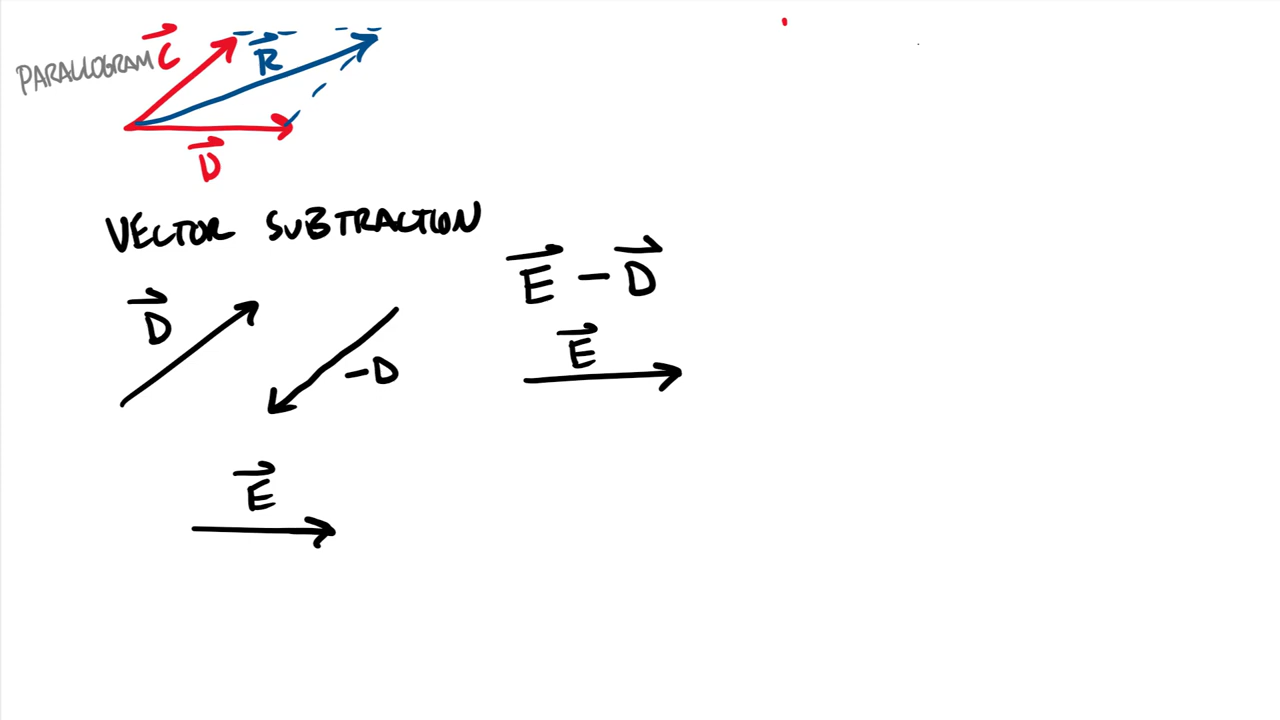 PARALLOGRAM
C⃗
R⃗
D⃗
VECTOR SUBTRACTION
E⃗ – D⃗
D⃗
–D
E⃗
E⃗